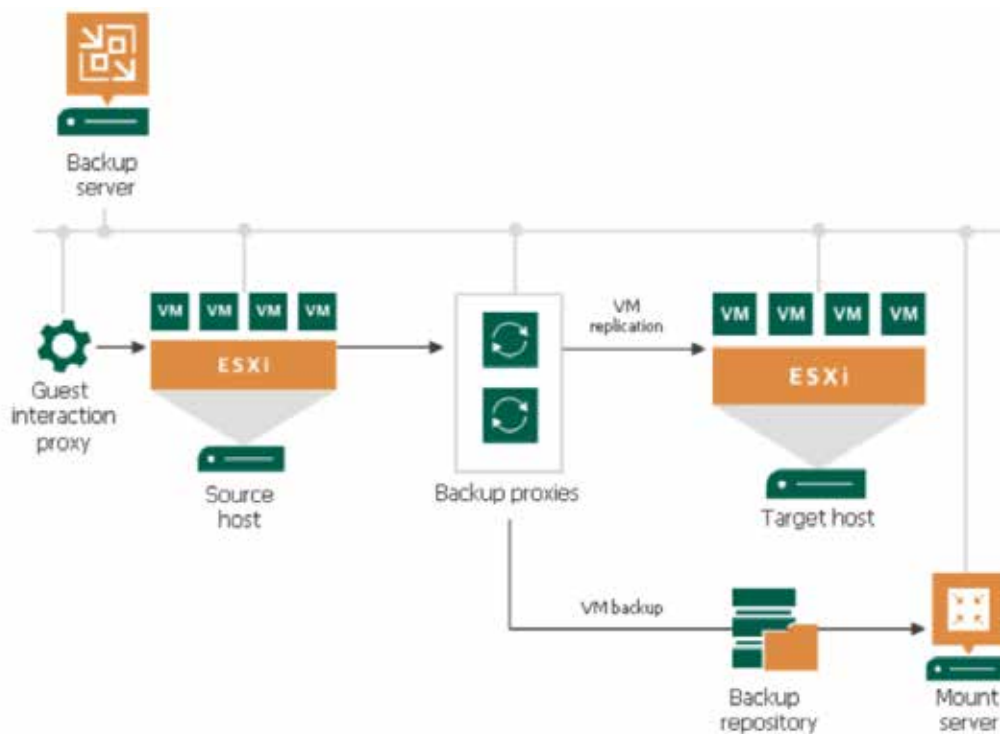 Backup
server
VM VM VM VM
ESXi
Guest
interaction
proxy
Source
host
Backup proxies
VM
replication
VM VM VM VM
ESXi
Target host
VM backup
Backup
repository
Mount
server